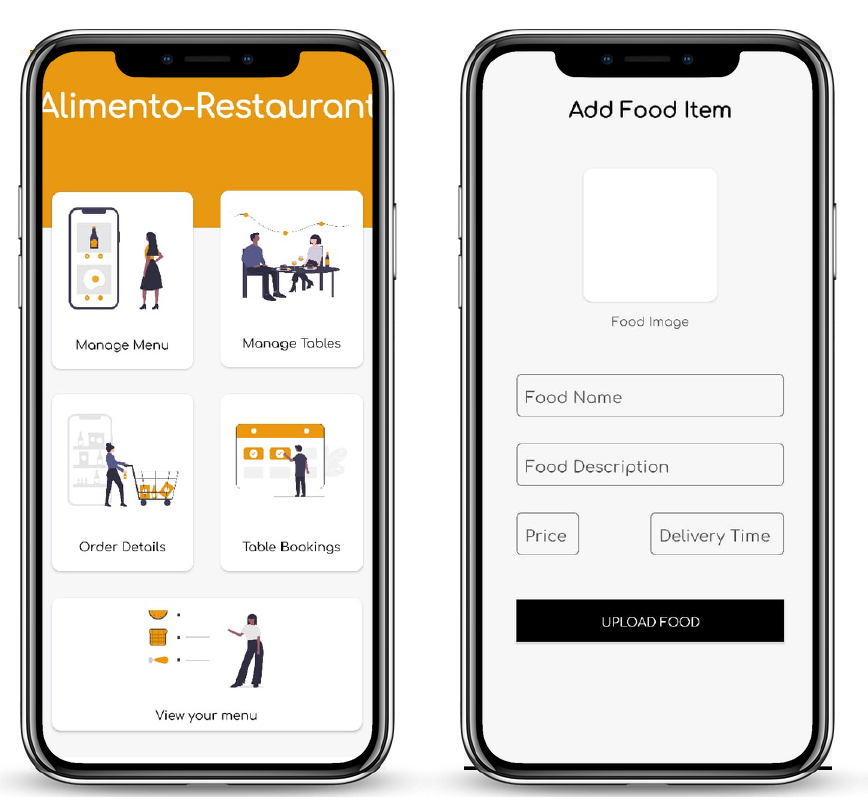 Alimento-Restaurant
Manage Menu
Manage Tables
Order Details
Table Bookings
View your menu
Add Food Item
Food Image
Food Name
Food Description
Price
Delivery Time
UPLOAD FOOD